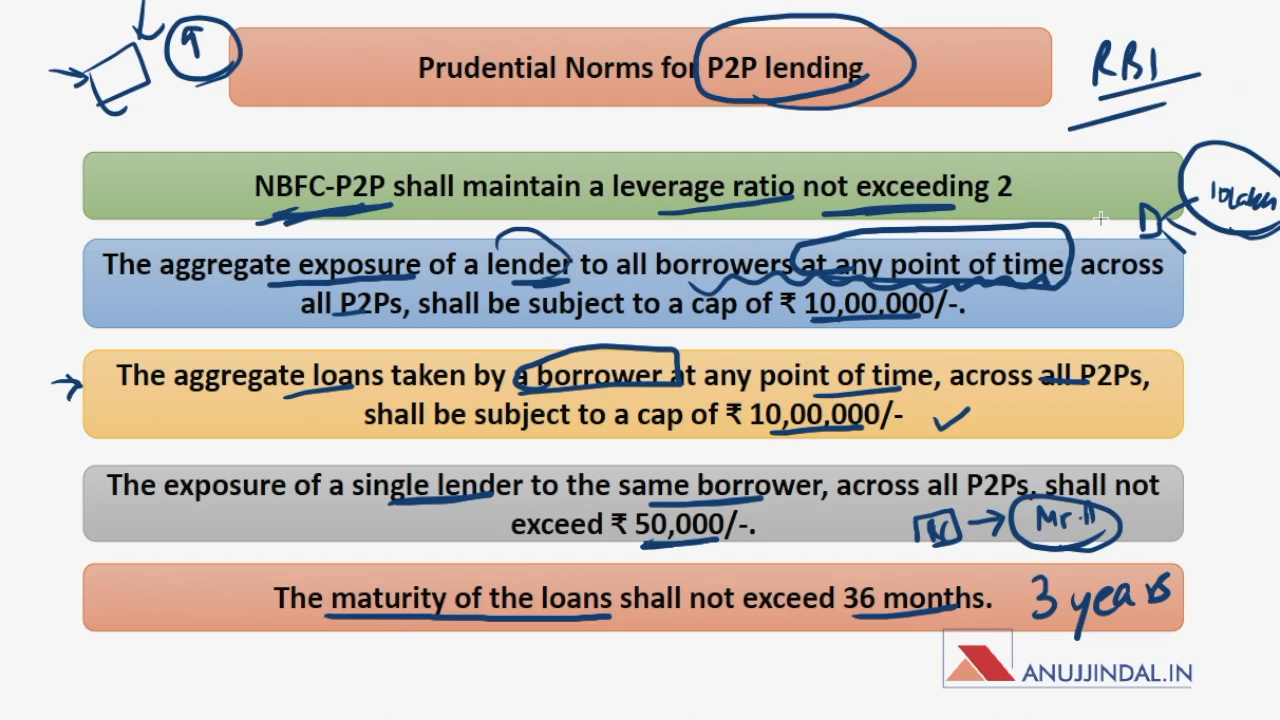 Prudential Norms for P2P lending
RBI
NBFC-P2P shall maintain a leverage ratio not exceeding 2
The aggregate exposure of a lender to all borrowers at any point of time, across
all P2Ps, shall be subject to a cap of ₹ 10,00,000/-.
The aggregate loans taken by a borrower at any point of time, across all P2Ps,
shall be subject to a cap of ₹ 10,00,000/-
The exposure of a single lender to the same borrower, across all P2Ps, shall not
exceed ₹ 50,000/-.
The maturity of the loans shall not exceed 36 months.
3 years
ANUJJINDAL.IN